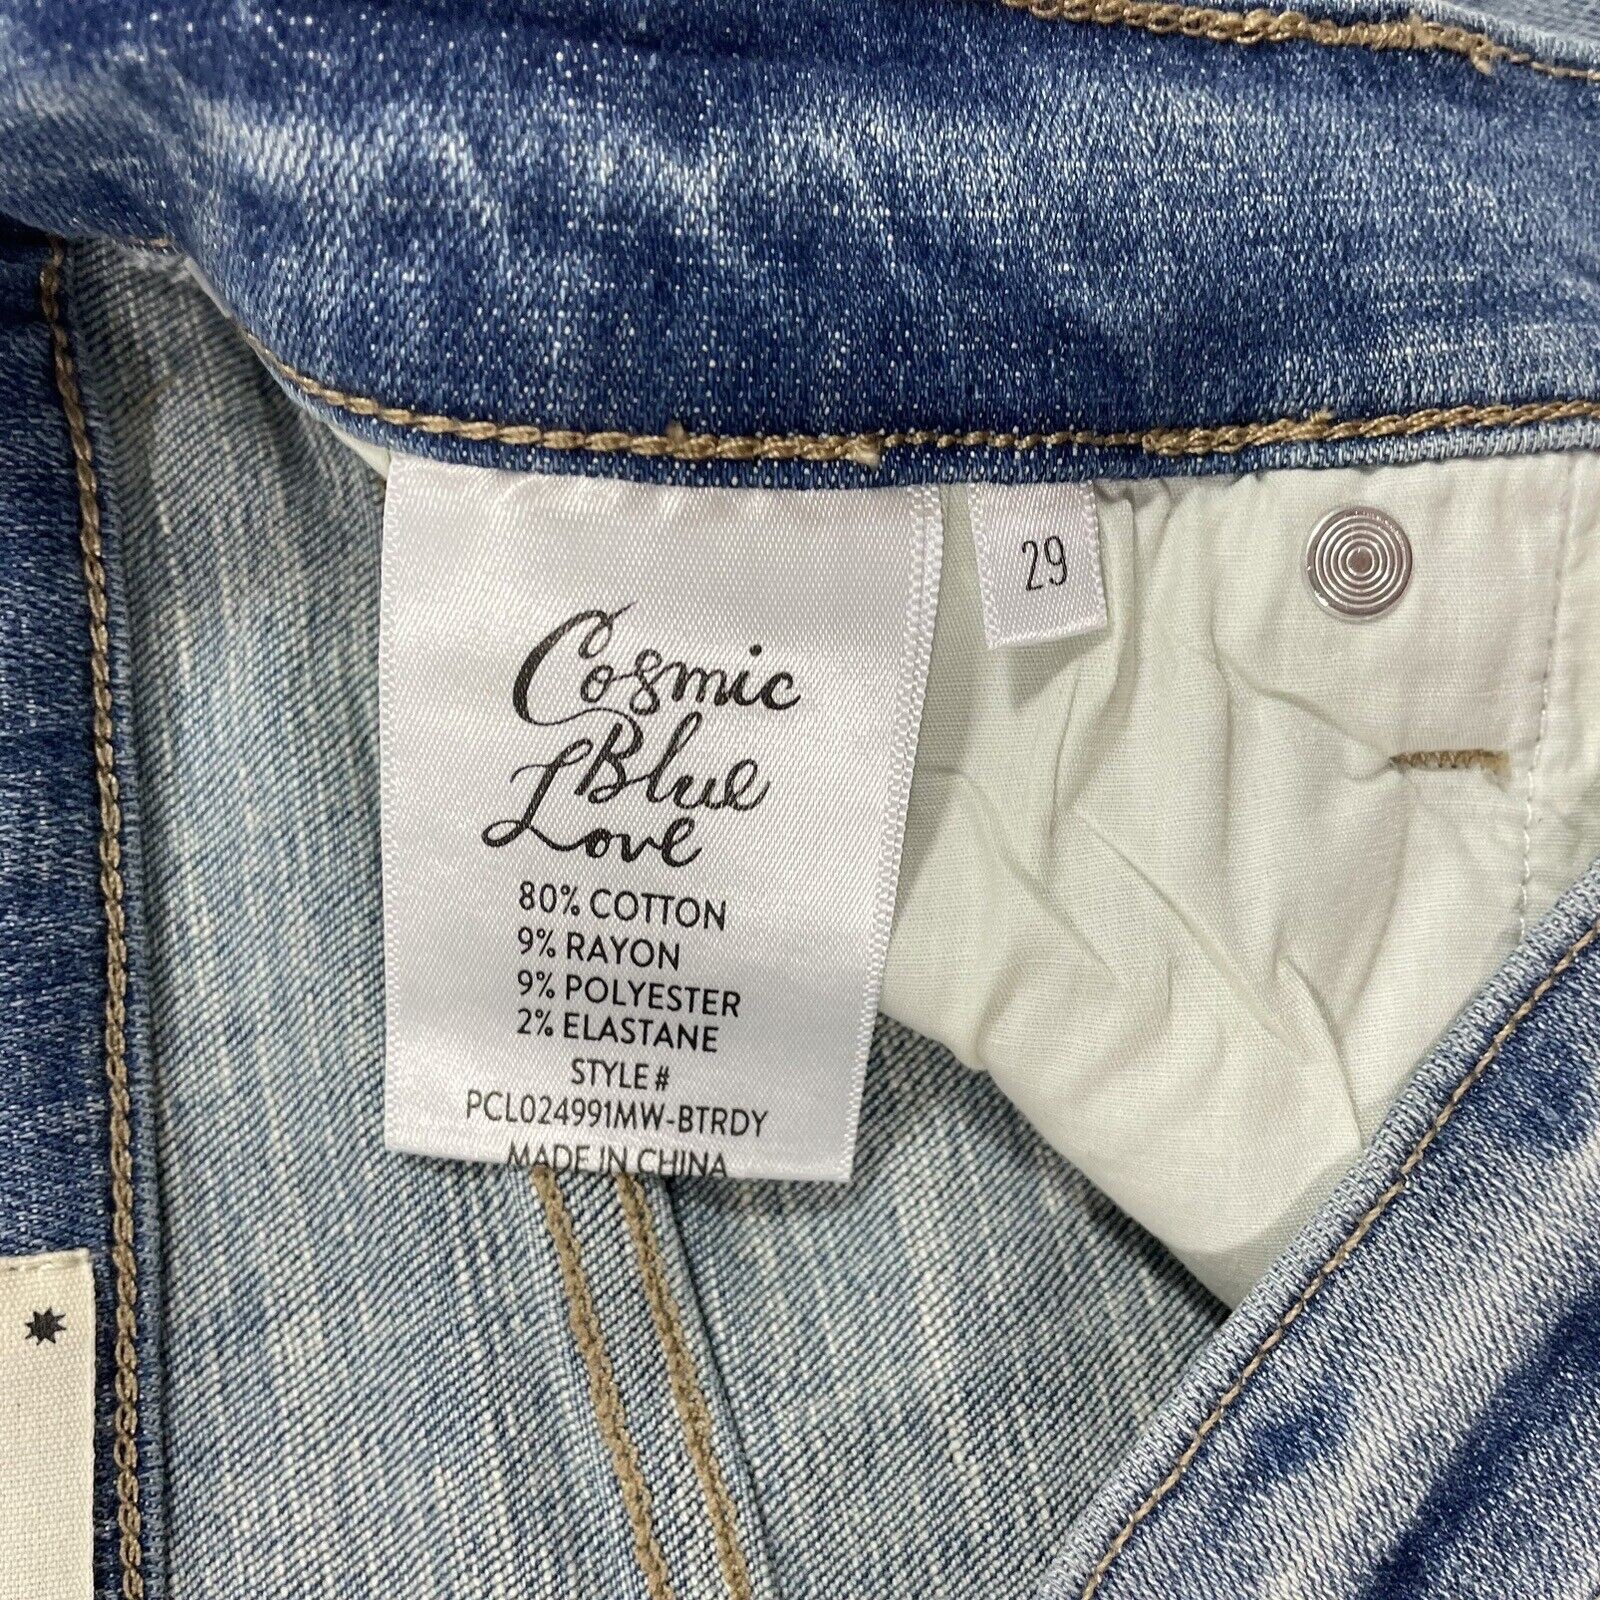 Cosmic
Blue
Love
80% COTTON
9% RAYON
9% POLYESTER
2% ELASTANE
STYLE #
PCL024991MW-BTRDY
MADE IN CHINA
29